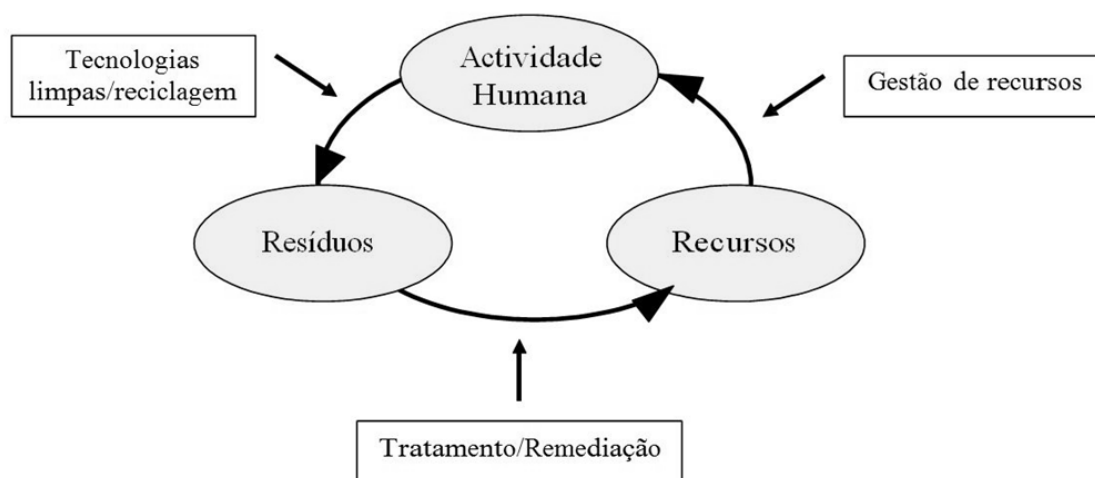 Tecnologias
limpas/reciclagem
Actividade
Humana
Gestão de recursos
Resíduos
Recursos
Tratamento/Remediação